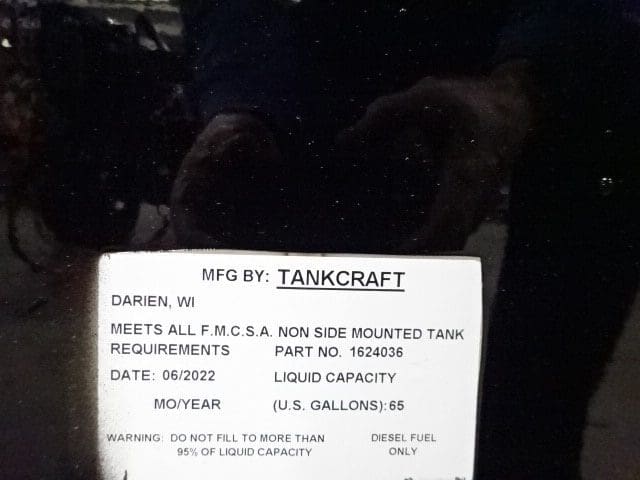 MFG BY: TANKCRAFT
DARIEN, WI
MEETS ALL F.M.C.S.A. NON SIDE MOUNTED TANK
REQUIREMENTS PART NO. 1624036
DATE: 06/2022 LIQUID CAPACITY
MO/YEAR (U.S. GALLONS): 65
WARNING: DO NOT FILL TO MORE THAN DIESEL FUEL
95% OF LIQUID CAPACITY ONLY